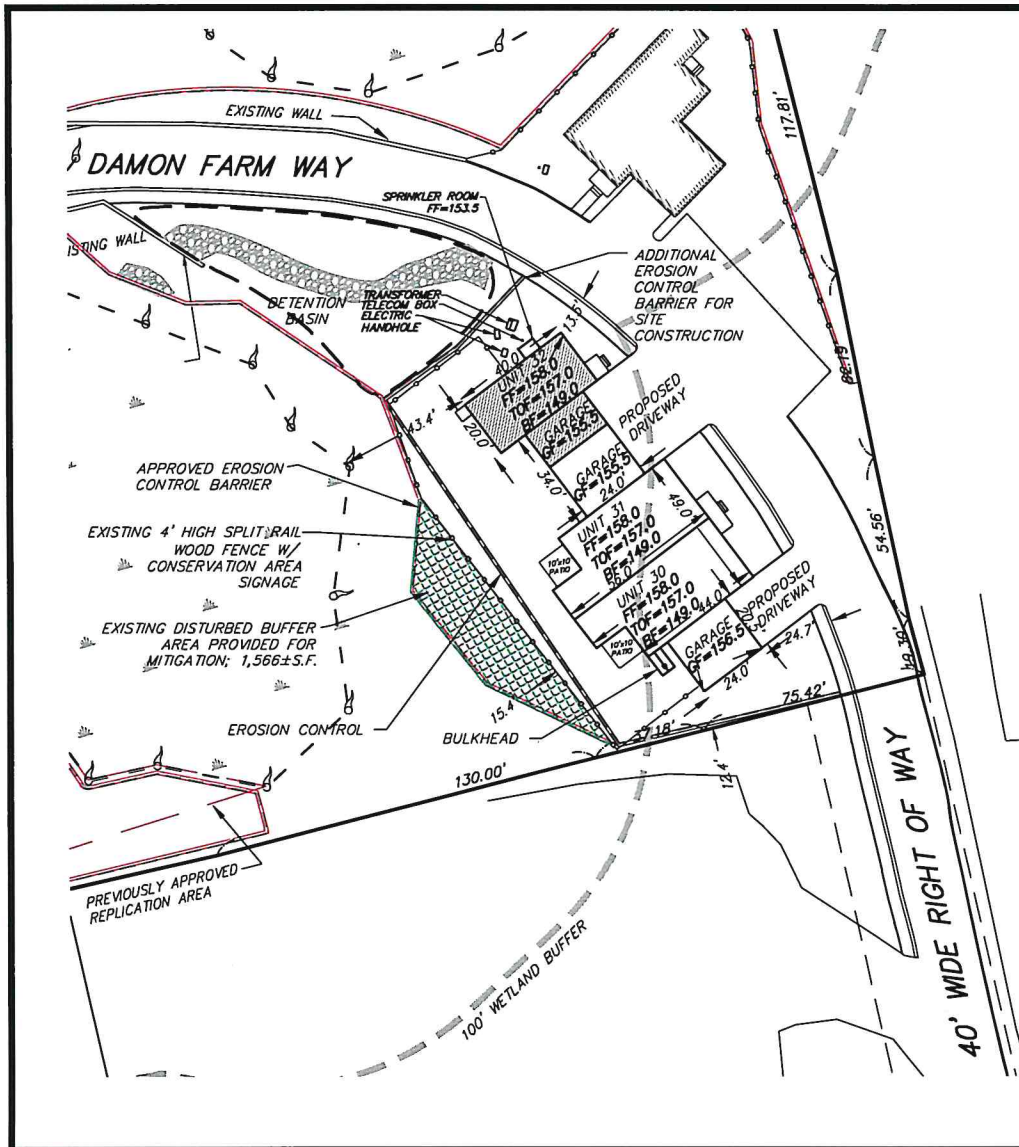 EXISTING WALL
DAMON FARM WAY
117.81'
SPRINKLER ROOM
FF=153.5
ISTING WALL
ADDITIONAL
EROSION
CONTROL
BARRIER FOR
SITE
CONSTRUCTION
DETENTION
BASIN
TRANSFORMER
TELECOM BOX
ELECTRIC
HANDHOLE
13.5'
40.0'
UNIT 32
FF=158.0
TOF=157.0
BF=149.0
20.0'
43.4'
GARAGE
GF=155.5
PROPOSED
DRIVEWAY
34.0'
GARAGE
GF=155.5
24.0'
49.0'
APPROVED EROSION
CONTROL BARRIER
EXISTING 4' HIGH SPLIT RAIL
WOOD FENCE W/
CONSERVATION AREA
SIGNAGE
UNIT 31
FF=158.0
TOF=157.0
BF=149.0
10'x10'
PATIO
54.56'
EXISTING DISTURBED BUFFER
AREA PROVIDED FOR
MITIGATION; 1,566±S.F.
UNIT 30
FF=158.0
TOF=157.0
BF=149.0
44.0'
10'x10'
PATIO
PROPOSED
DRIVEWAY
GARAGE
GF=156.5
24.7'
24.0'
15.4'
EROSION CONTROL
BULKHEAD
75.42'
130.00'
12.4'
PREVIOUSLY APPROVED
REPLICATION AREA
100' WETLAND BUFFER
40' WIDE RIGHT OF WAY